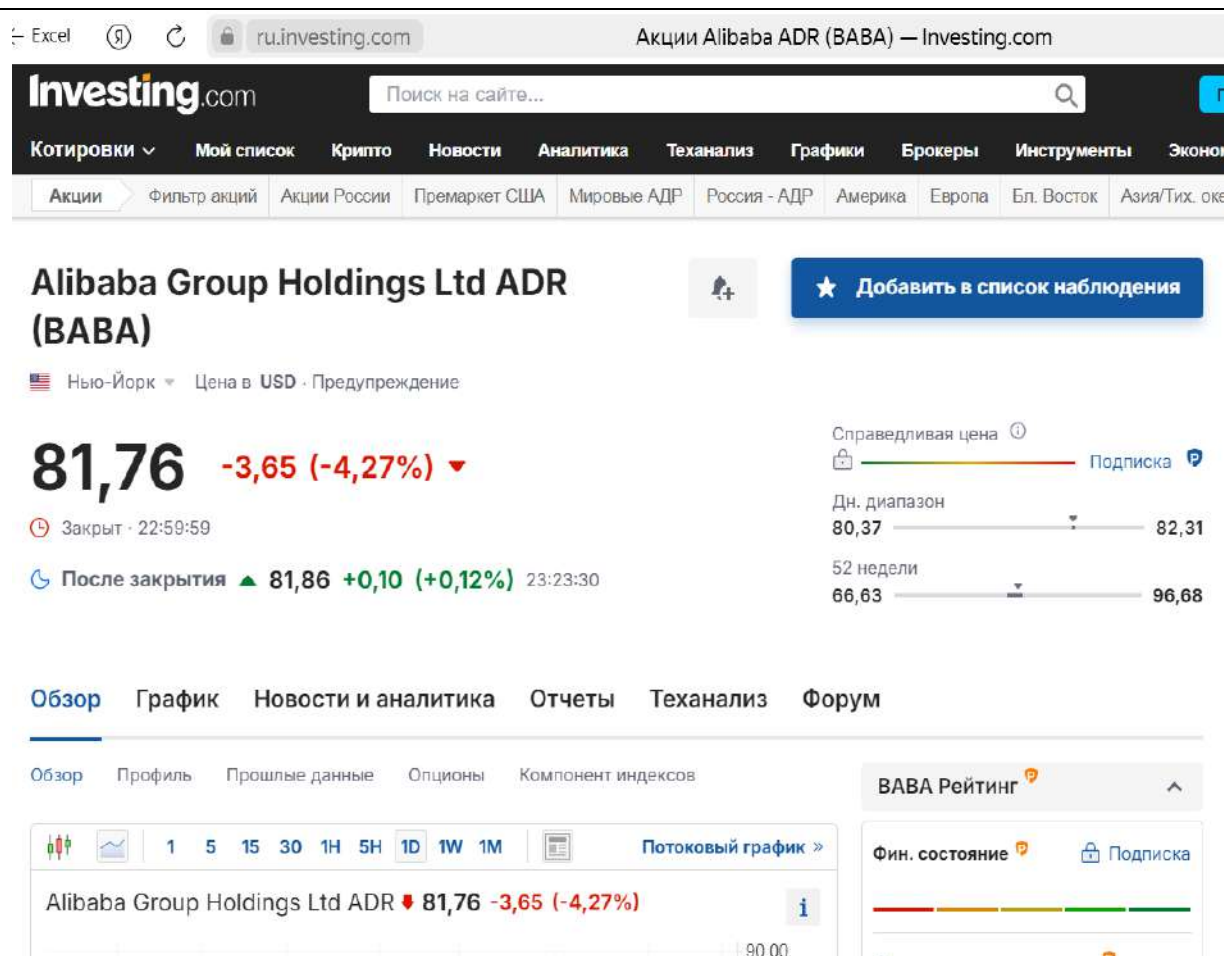 ← Excel Я ru.investing.com Акции Alibaba ADR (BABA) — Investing.com
Investing.com Поиск на сайте...
Котировки Мой список Крипто Новости Аналитика Теханализ Графики Брокеры Инструменты
Акции Фильтр акций Акции России Премаркет США Мировые АДР Россия - АДР Америка Европа Бл. Восток Азия/Тих.
Alibaba Group Holdings Ltd ADR
(BABA)
Добавить в список наблюдения
Нью-Йорк Цена в USD · Предупреждение
81,76 -3,65 (-4,27%)
Закрыт · 22:59:59
После закрытия 81,86 +0,10 (+0,12%) 23:23:30
Справедливая цена
Подписка
Дн. диапазон
80,37 82,31
52 недели
66,63 96,68
Обзор График Новости и аналитика Отчеты Теханализ Форум
Обзор Профиль Прошлые данные Опционы Компонент индексов
1 5 15 30 1H 5H 1D 1W 1M Потоковый график »
Alibaba Group Holdings Ltd ADR 81,76 -3,65 (-4,27%) i
90.00
BABA Рейтинг
Фин. состояние Подписка